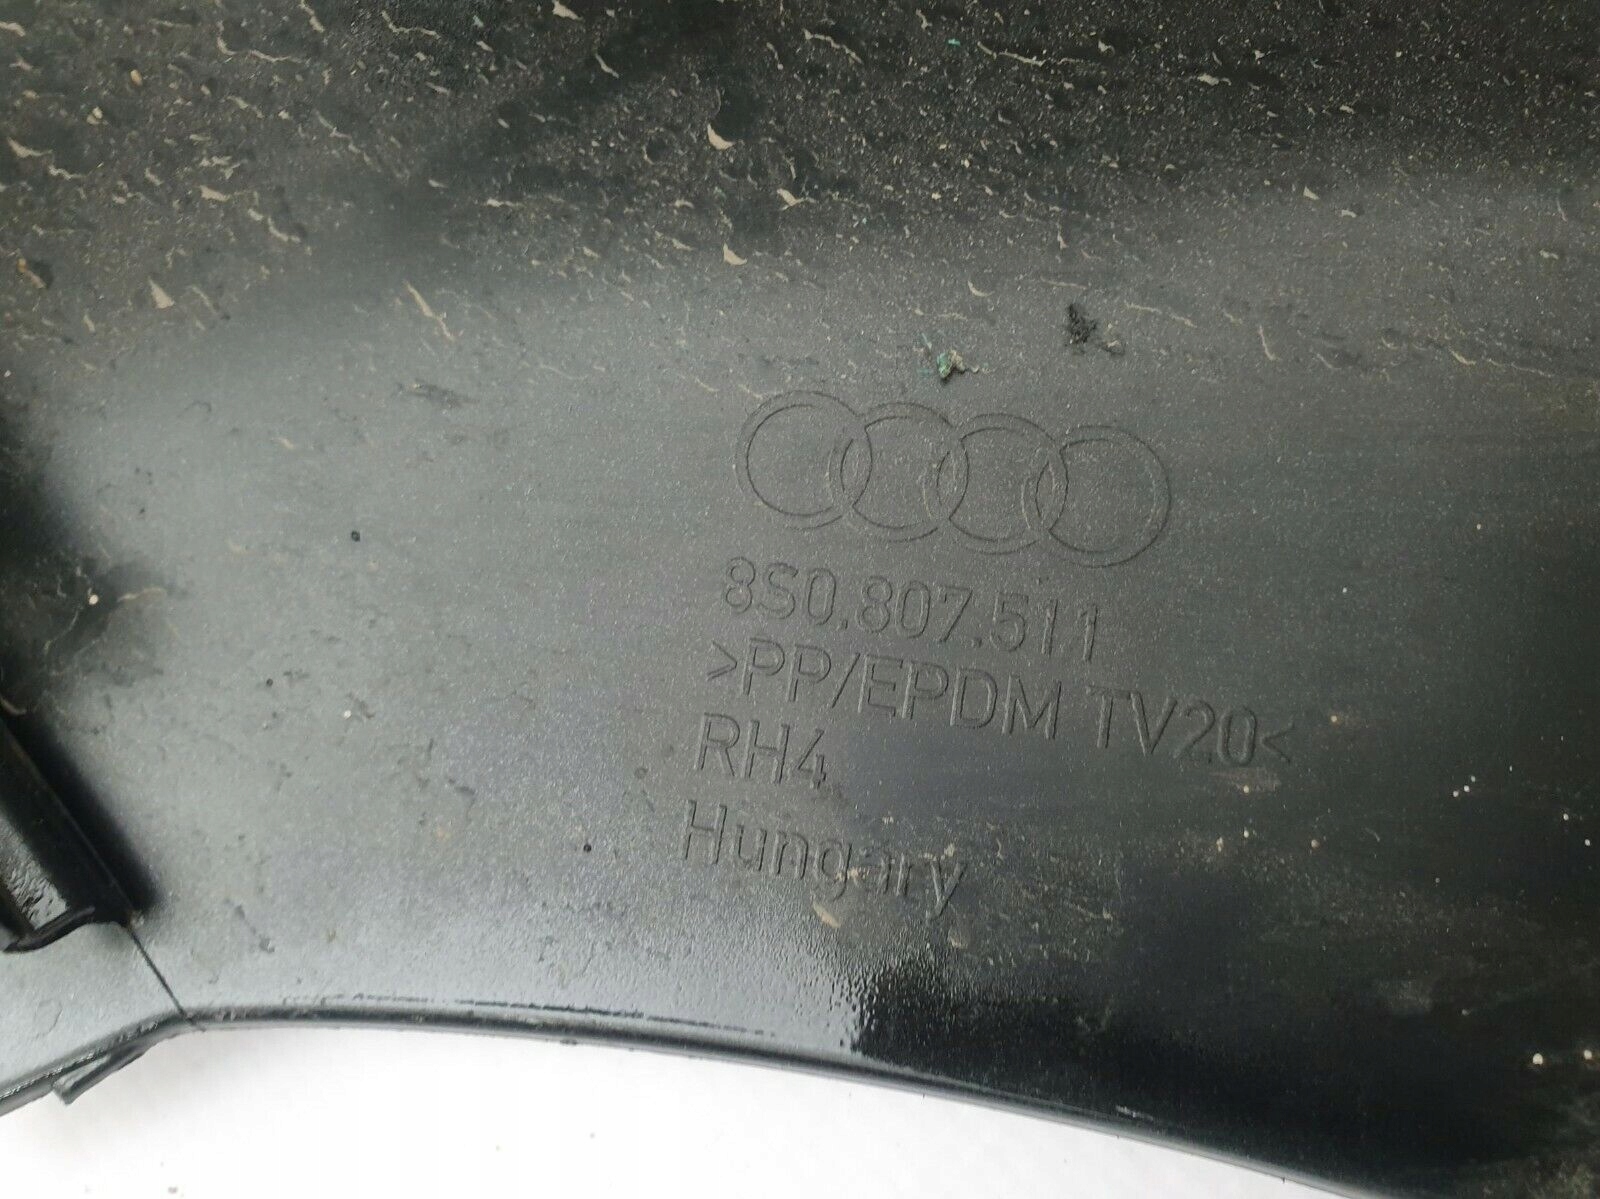 8S0.807.511
>PP/EPDM TV20<
RH4
Hungary